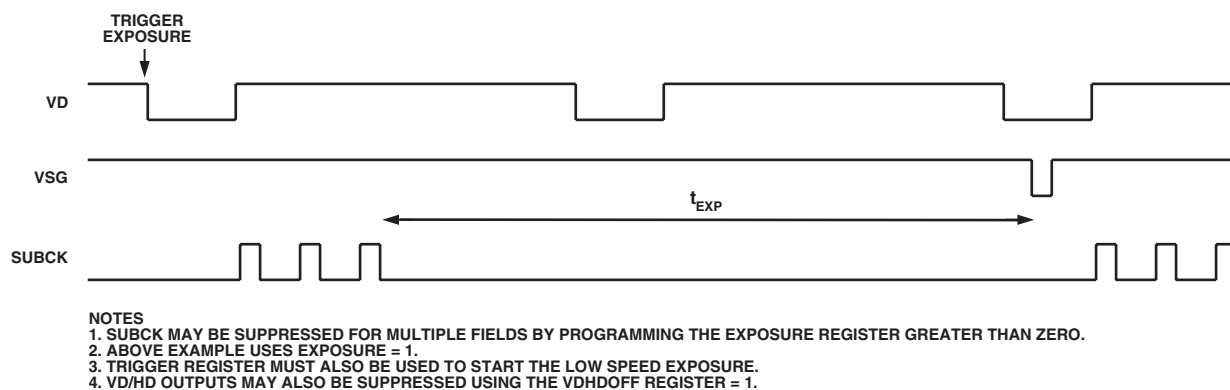 TRIGGER
EXPOSURE
VD
VSG
tEXP
SUBCK
NOTES
1. SUBCK MAY BE SUPPRESSED FOR MULTIPLE FIELDS BY PROGRAMMING THE EXPOSURE REGISTER GREATER THAN ZERO.
2. ABOVE EXAMPLE USES EXPOSURE = 1.
3. TRIGGER REGISTER MUST ALSO BE USED TO START THE LOW SPEED EXPOSURE.
4. VD/HD OUTPUTS MAY ALSO BE SUPPRESSED USING THE VDHDOFF REGISTER = 1.